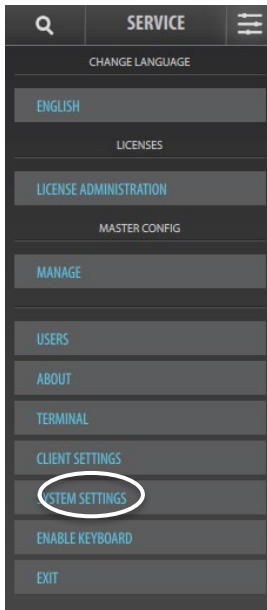 SERVICE
CHANGE LANGUAGE
ENGLISH
LICENSES
LICENSE ADMINISTRATION
MASTER CONFIG
MANAGE
USERS
ABOUT
TERMINAL
CLIENT SETTINGS
SYSTEM SETTINGS
ENABLE KEYBOARD
EXIT